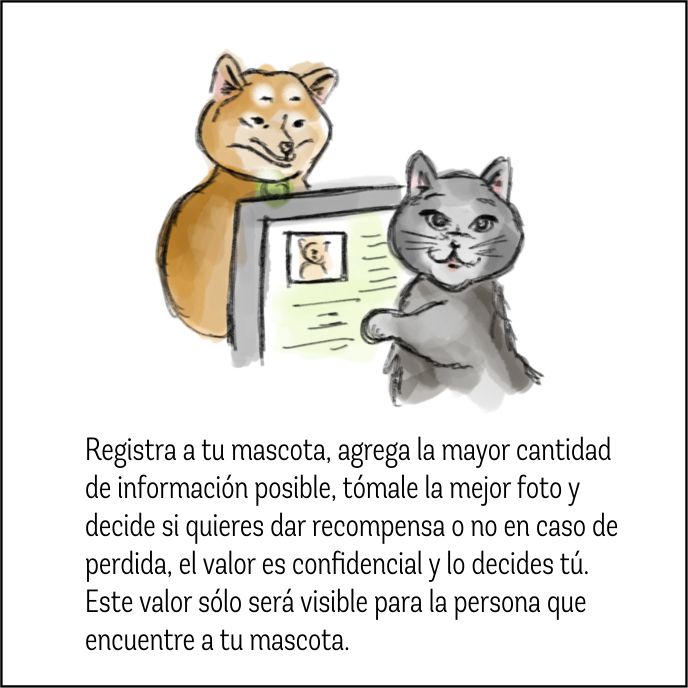 Registra a tu mascota, agrega la mayor cantidad
de información posible, tómale la mejor foto y
decide si quieres dar recompensa o no en caso de
perdida, el valor es confidencial y lo decides tú.
Este valor sólo será visible para la persona que
encuentre a tu mascota.